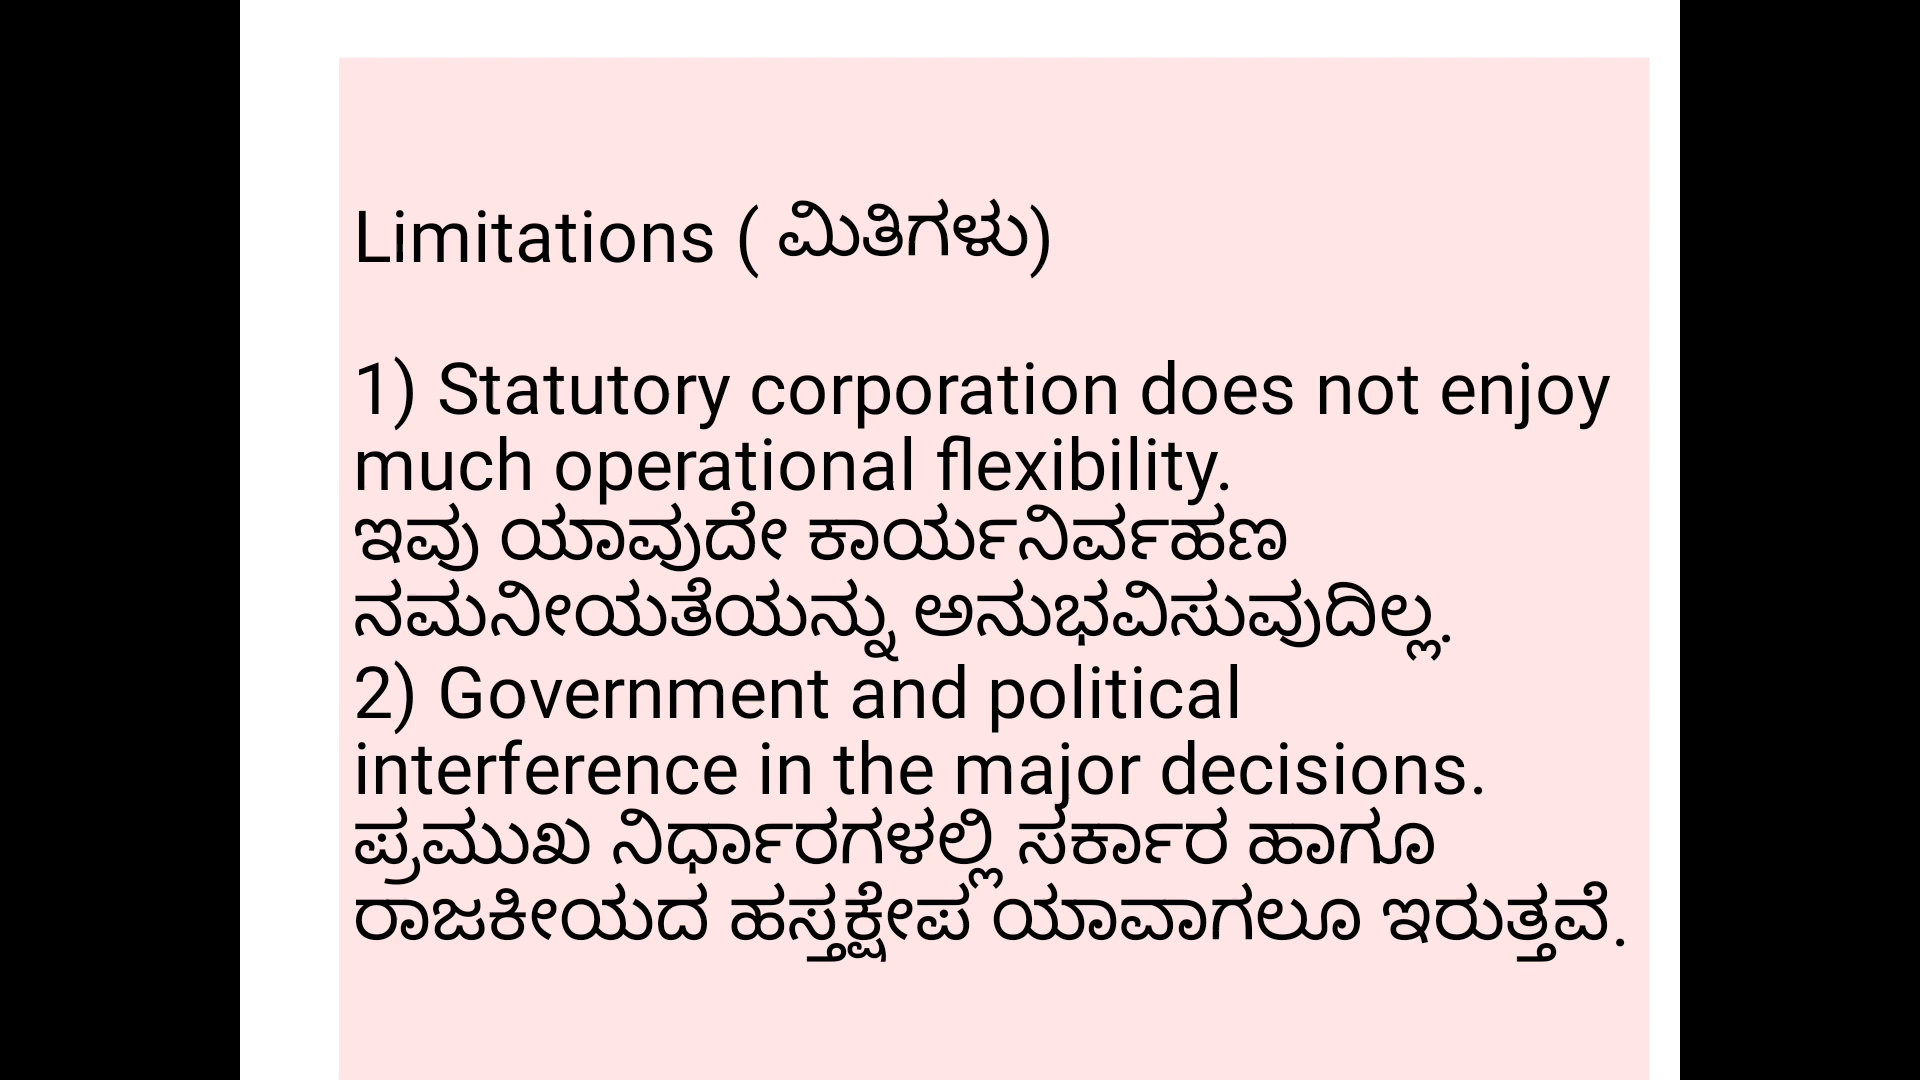 Limitations ( ಮಿತಿಗಳು)
1) Statutory corporation does not enjoy
much operational flexibility.
ಇವು ಯಾವುದೇ ಕಾರ್ಯನಿರ್ವಹಣ
ನಮನೀಯತೆಯನ್ನು ಅನುಭವಿಸುವುದಿಲ್ಲ.
2) Government and political
interference in the major decisions.
ಪ್ರಮುಖ ನಿರ್ಧಾರಗಳಲ್ಲಿ ಸರ್ಕಾರ ಹಾಗೂ
ರಾಜಕೀಯದ ಹಸ್ತಕ್ಷೇಪ ಯಾವಾಗಲೂ ಇರುತ್ತವೆ.